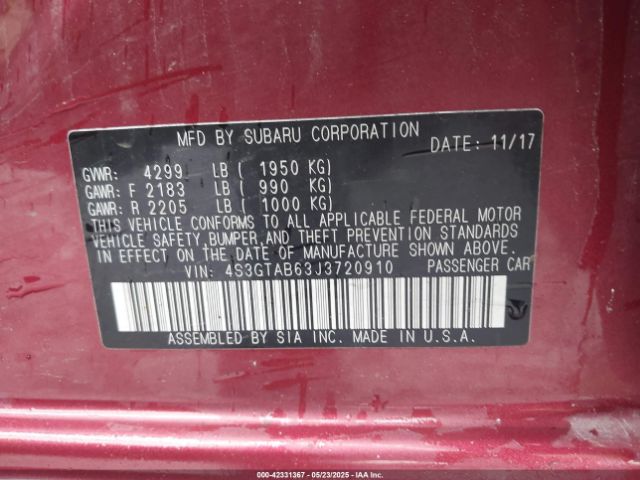 MFD BY SUBARU CORPORATION
DATE: 11/17
GVWR: 4299 LB ( 1950 KG)
GAWR: F 2183 LB ( 990 KG)
GAWR: R 2205 LB ( 1000 KG)
THIS VEHICLE CONFORMS TO ALL APPLICABLE FEDERAL MOTOR
VEHICLE SAFETY, BUMPER, AND THEFT PREVENTION STANDARDS
IN EFFECT ON THE DATE OF MANUFACTURE SHOWN ABOVE.
VIN: 4S3GTAB63J3720910 PASSENGER CAR
ASSEMBLED BY SIA INC. MADE IN U.S.A.
000-42331367 - 05/23/2025 - IAAI.COM